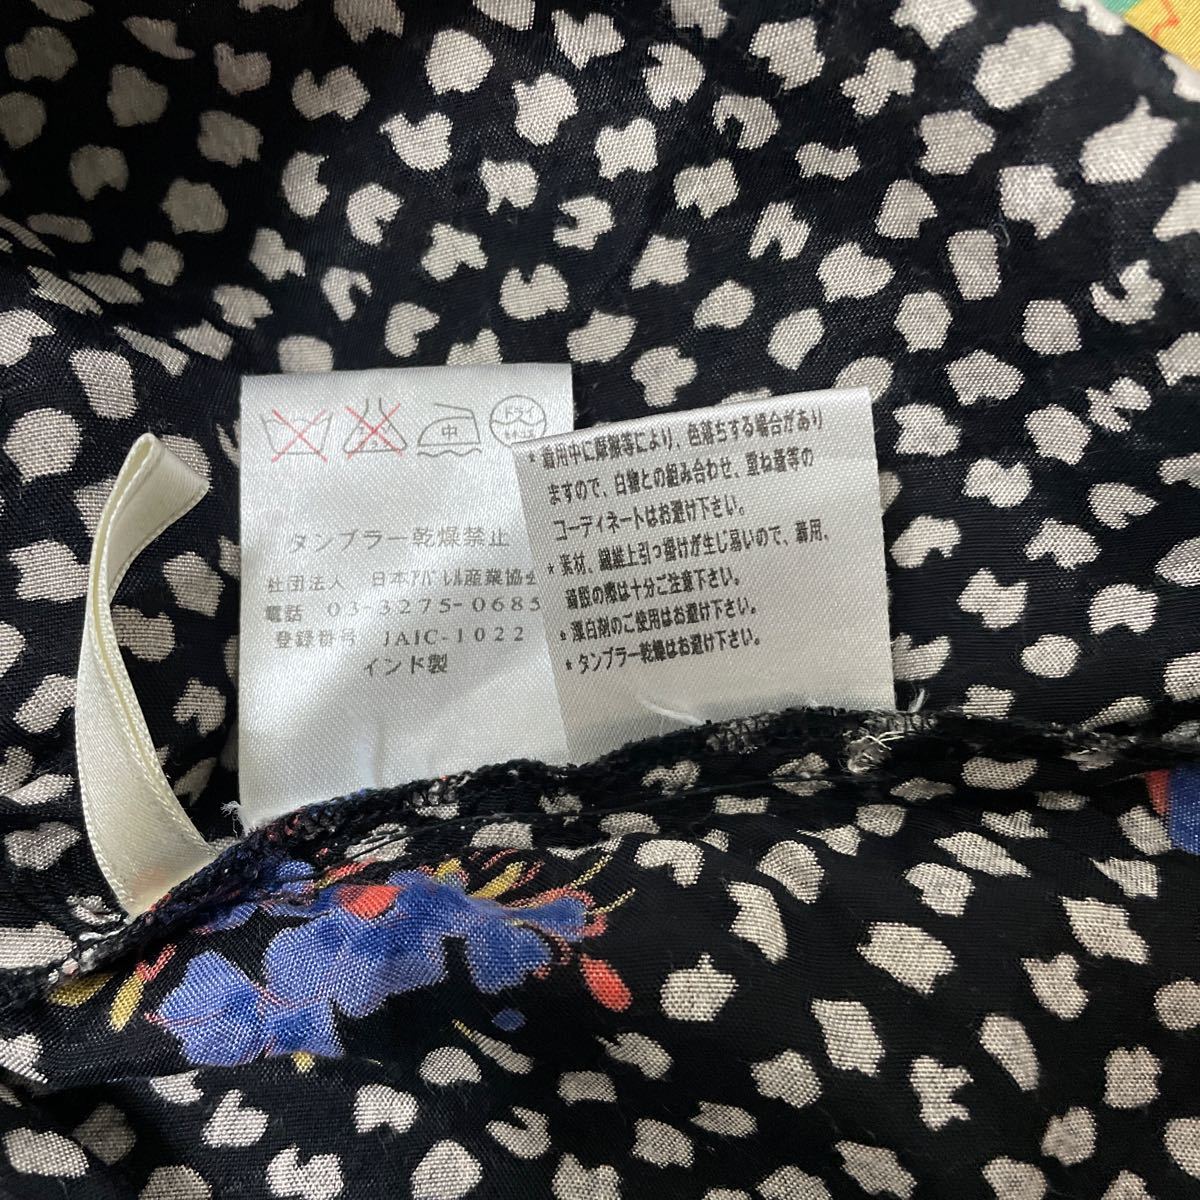 中
ドライ
タンブラー乾燥禁止
社団法人 日本アパレル産業協会
電話 03-3275-0685
登録番号 JAIC-1022
インド製
* 着用中に摩擦等により、色落ちする場合があり
ますので、白物との組み合わせ、重ね着等の
コーディネートはお避け下さい。
* 素材、繊維上引っ掛けが生じ易いので、着用、
着脱の際は十分ご注意下さい。
* 漂白剤のご使用はお避け下さい。
* タンブラー乾燥はお避け下さい。